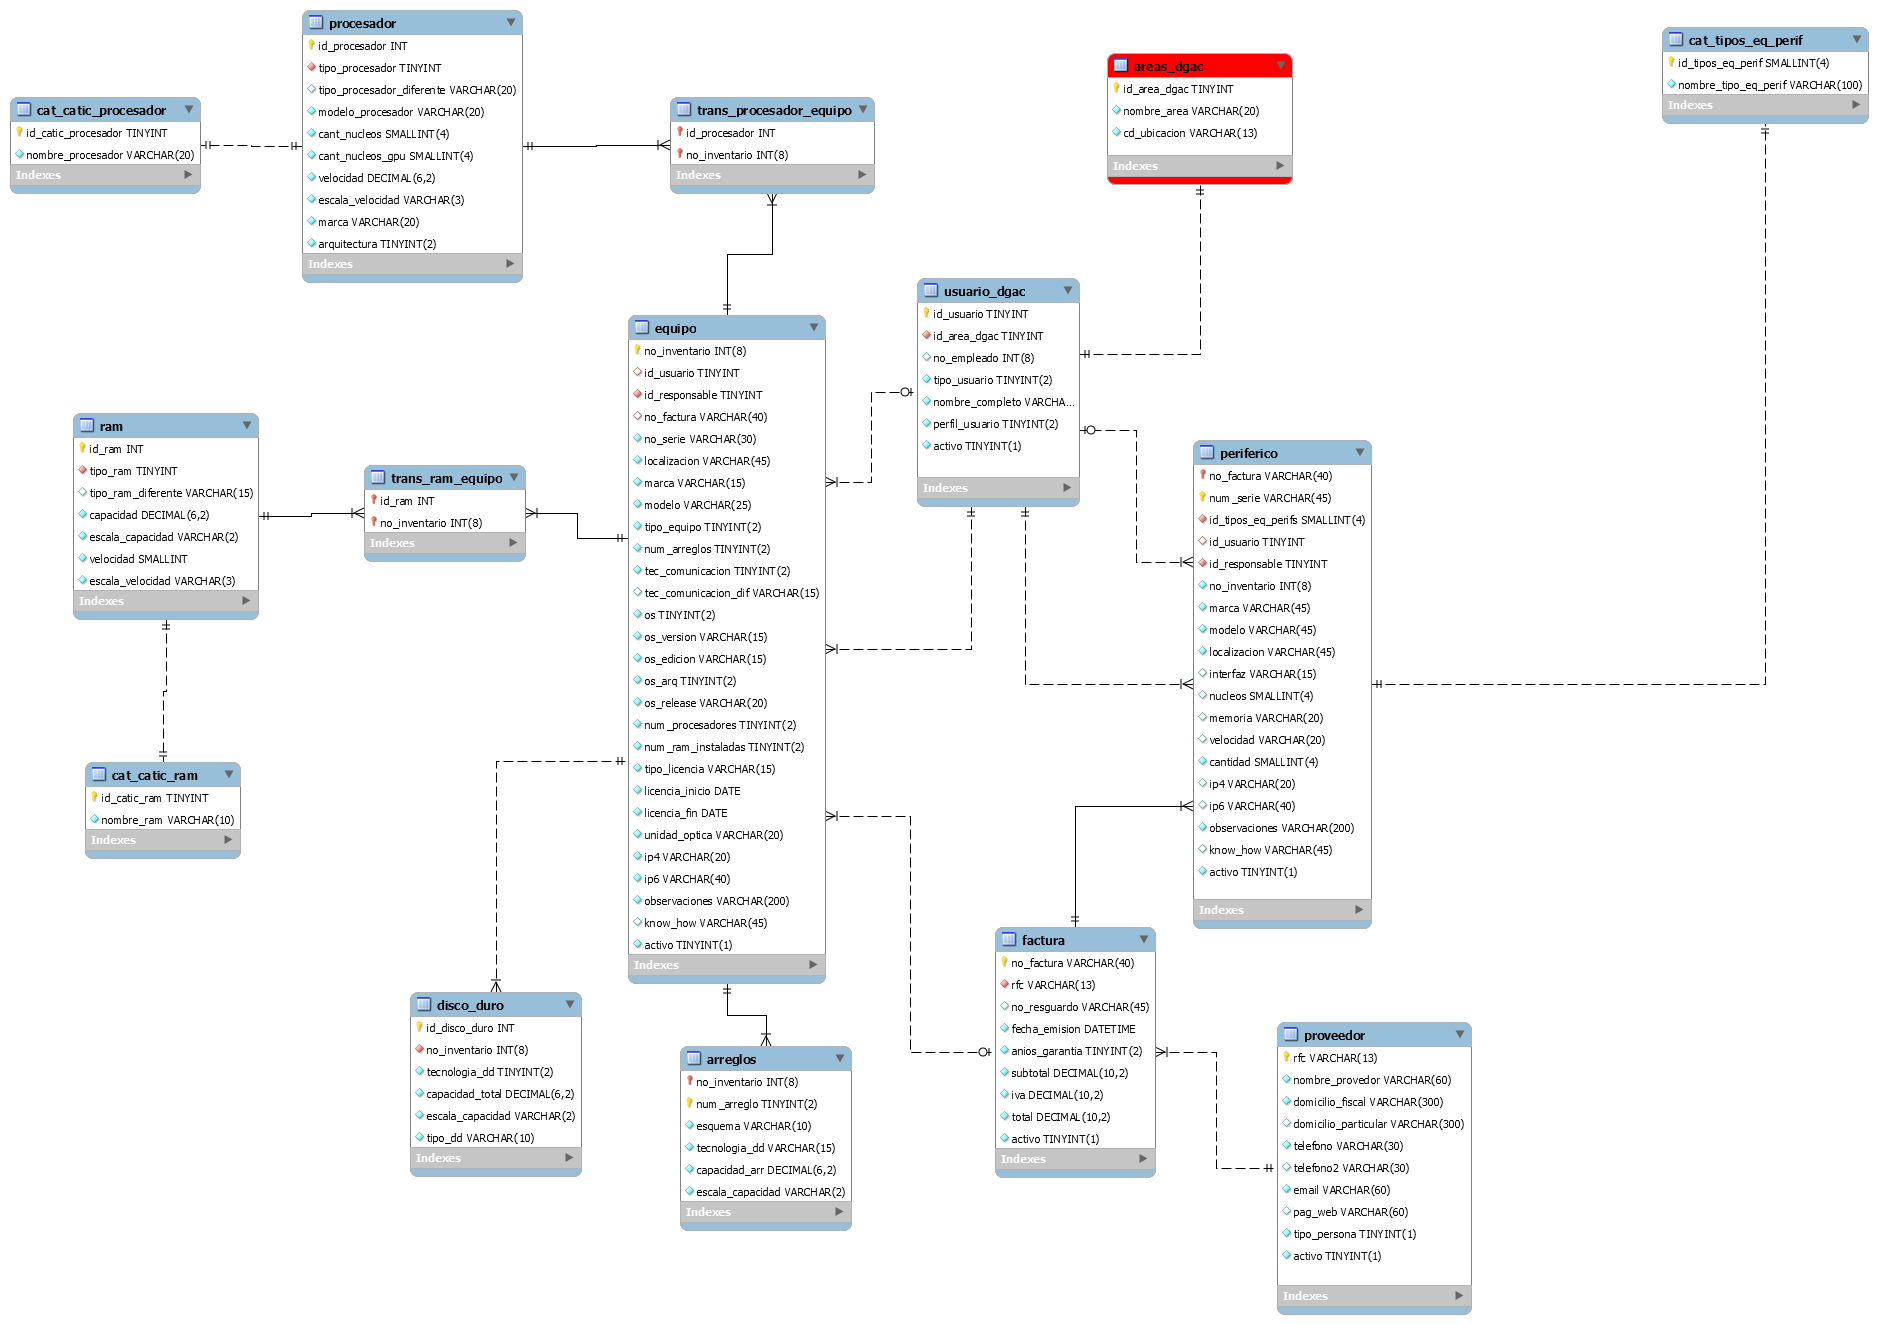 procesador
id_procesador INT
tipo_procesador TINYINT
tipo_procesador_diferente VARCHAR(20)
modelo_procesador VARCHAR(20)
cant_nucleos SMALLINT(4)
cant_nucleos_gpu SMALLINT(4)
velocidad DECIMAL(6,2)
escala_velocidad VARCHAR(3)
marca VARCHAR(20)
arquitectura TINYINT(2)
Indexes
cat_catic_procesador
id_catic_procesador TINYINT
nombre_procesador VARCHAR(20)
Indexes
trans_procesador_equipo
id_procesador INT
no_inventario INT(8)
Indexes
areas_dgac
id_area_dgac TINYINT
nombre_area VARCHAR(20)
cd_ubicacion VARCHAR(13)
Indexes
cat_tipos_eq_perif
id_tipos_eq_perif SMALLINT(4)
nombre_tipo_eq_perif VARCHAR(100)
Indexes
usuario_dgac
id_usuario TINYINT
id_area_dgac TINYINT
no_empleado INT(8)
tipo_usuario TINYINT(2)
nombre_completo VARCHA...
perfil_usuario TINYINT(2)
activo TINYINT(1)
Indexes
equipo
no_inventario INT(8)
id_usuario TINYINT
id_responsable TINYINT
no_factura VARCHAR(40)
no_serie VARCHAR(30)
localizacion VARCHAR(45)
marca VARCHAR(15)
modelo VARCHAR(25)
tipo_equipo TINYINT(2)
num_arreglos TINYINT(2)
tec_comunicacion TINYINT(2)
tec_comunicacion_dif VARCHAR(15)
os TINYINT(2)
os_version VARCHAR(15)
os_edicion VARCHAR(15)
os_arq TINYINT(2)
os_release VARCHAR(20)
num_procesadores TINYINT(2)
num_ram_instaladas TINYINT(2)
tipo_licencia VARCHAR(15)
licencia_inicio DATE
licencia_fin DATE
unidad_optica VARCHAR(20)
ip4 VARCHAR(20)
ip6 VARCHAR(40)
observaciones VARCHAR(200)
know_how VARCHAR(45)
activo TINYINT(1)
Indexes
ram
id_ram INT
tipo_ram TINYINT
tipo_ram_diferente VARCHAR(15)
capacidad DECIMAL(6,2)
escala_capacidad VARCHAR(2)
velocidad SMALLINT
escala_velocidad VARCHAR(3)
Indexes
trans_ram_equipo
id_ram INT
no_inventario INT(8)
Indexes
cat_catic_ram
id_catic_ram TINYINT
nombre_ram VARCHAR(10)
Indexes
periferico
no_factura VARCHAR(40)
num_serie VARCHAR(45)
id_tipos_eq_perifs SMALLINT(4)
id_usuario TINYINT
id_responsable TINYINT
no_inventario INT(8)
marca VARCHAR(45)
modelo VARCHAR(45)
localizacion VARCHAR(45)
interfaz VARCHAR(15)
nucleos SMALLINT(4)
memoria VARCHAR(20)
velocidad VARCHAR(20)
cantidad SMALLINT(4)
ip4 VARCHAR(20)
ip6 VARCHAR(40)
observaciones VARCHAR(200)
know_how VARCHAR(45)
activo TINYINT(1)
Indexes
factura
no_factura VARCHAR(40)
rfc VARCHAR(13)
no_resguardo VARCHAR(45)
fecha_emision DATETIME
anios_garantia TINYINT(2)
subtotal DECIMAL(10,2)
iva DECIMAL(10,2)
total DECIMAL(10,2)
activo TINYINT(1)
Indexes
disco_duro
id_disco_duro INT
no_inventario INT(8)
tecnologia_dd TINYINT(2)
capacidad_total DECIMAL(6,2)
escala_capacidad VARCHAR(2)
tipo_dd VARCHAR(10)
Indexes
arreglos
no_inventario INT(8)
num_arreglo TINYINT(2)
esquema VARCHAR(10)
tecnologia_dd VARCHAR(15)
capacidad_arr DECIMAL(6,2)
escala_capacidad VARCHAR(2)
Indexes
proveedor
rfc VARCHAR(13)
nombre_provedor VARCHAR(60)
domicilio_fiscal VARCHAR(300)
domicilio_particular VARCHAR(300)
telefono VARCHAR(30)
telefono2 VARCHAR(30)
email VARCHAR(60)
pag_web VARCHAR(60)
tipo_persona TINYINT(1)
activo TINYINT(1)
Indexes